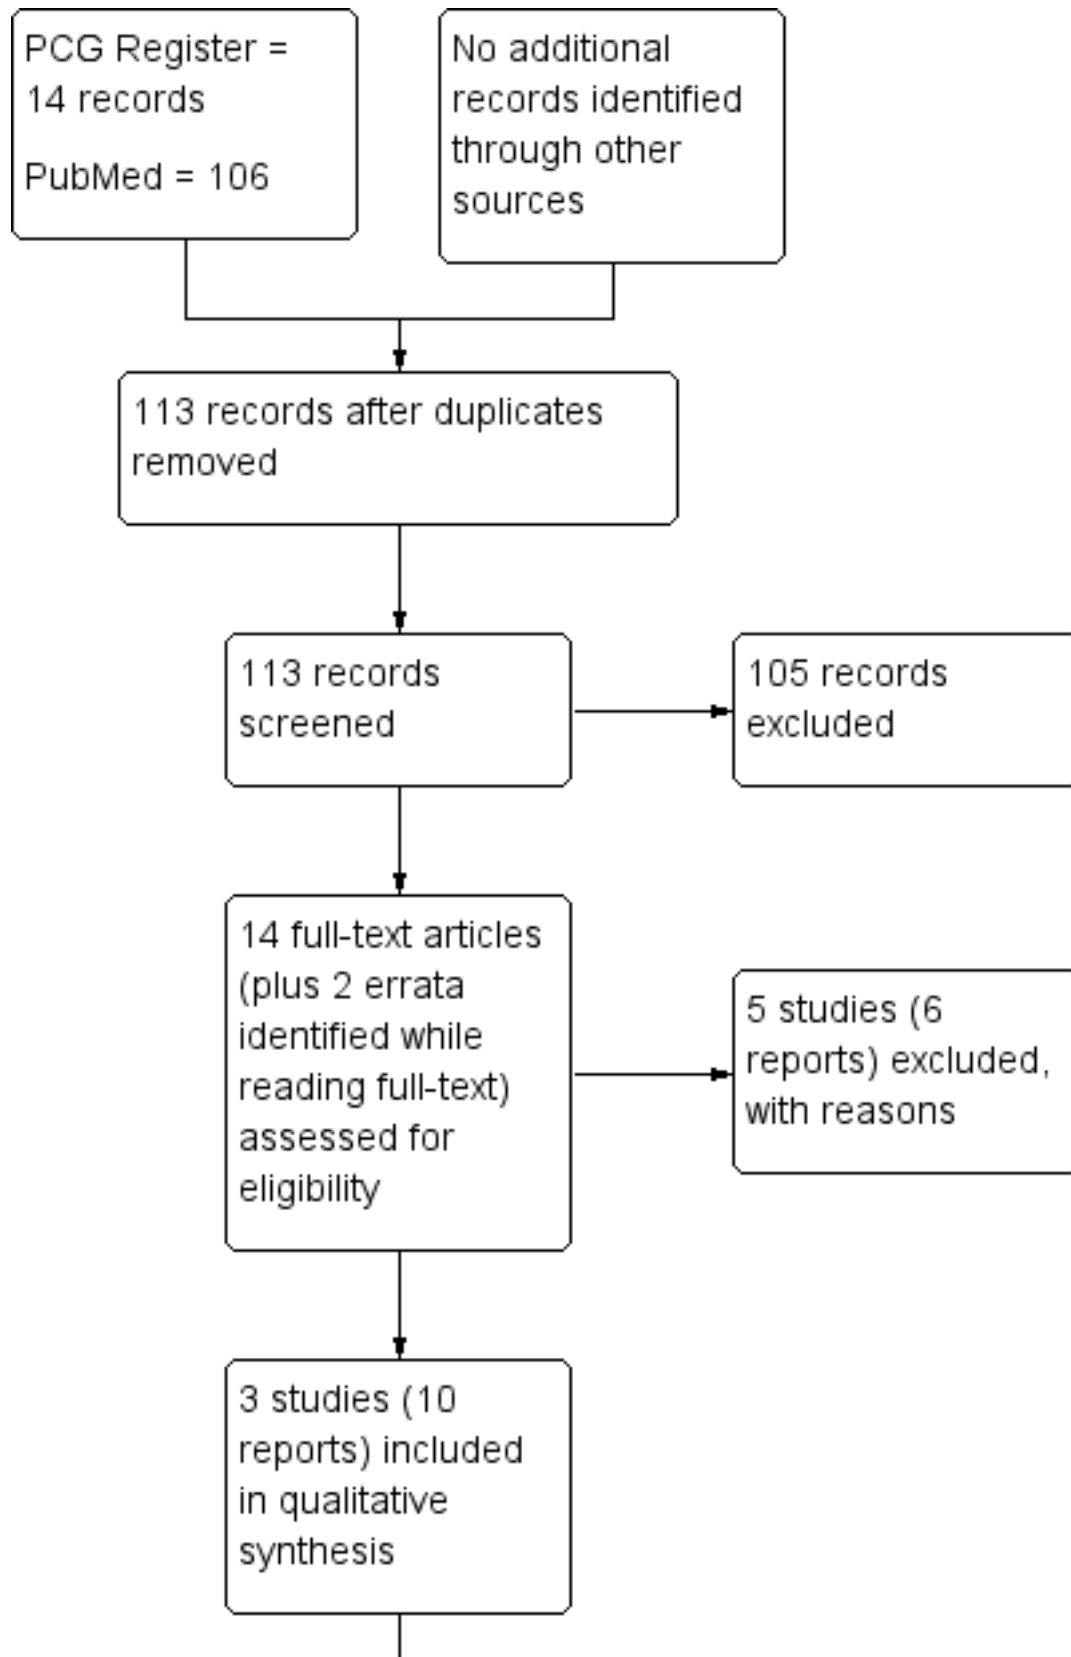 PCG Register =
14 records
PubMed = 106
No additional
records identified
through other
sources
113 records after duplicates
removed
113 records
screened
105 records
excluded
14 full-text articles
(plus 2 errata
identified while
reading full-text)
assessed for
eligibility
5 studies (6
reports) excluded,
with reasons
3 studies (10
reports) included
in qualitative
synthesis